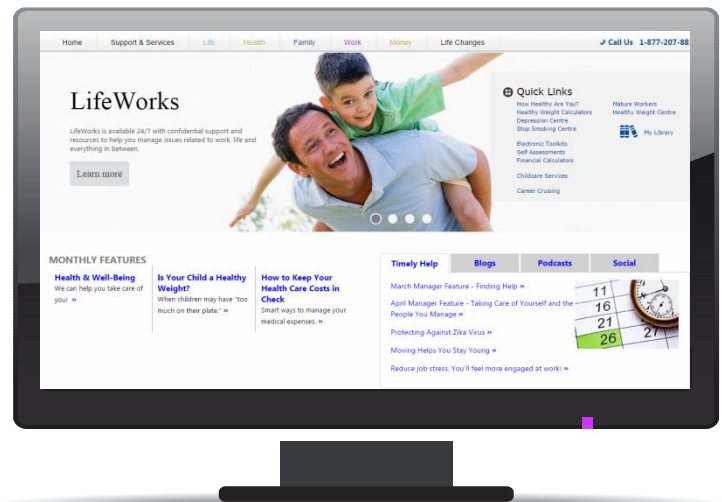 Home Support & Services Life Health Family Work Money Life Changes Call Us 1-877-207-88
LifeWorks
LifeWorks is available 24/7 with confidential support and
resources to help you manage issues related to work, life and
everything in between.
Learn more
Quick Links
How Healthy Are You?
Healthy Weight Calculators
Depression Centre
Stop Smoking Centre
Electronic Toolkits
Self Assessments
Financial Calculators
Childcare Services
Career Cruising
Mature Workers
Healthy Weight Centre
My Library
MONTHLY FEATURES
Health & Well-Being
We can help you take care of
you! »
Is Your Child a Healthy
Weight?
When children may have "too
much on their plate." »
How to Keep Your
Health Care Costs in
Check
Smart ways to manage your
medical expenses. »
Timely Help Blogs Podcasts Social
March Manager Feature - Finding Help »
April Manager Feature - Taking Care of Yourself and the
People You Manage »
Protecting Against Zika Virus »
Moving Helps You Stay Young »
Reduce job stress. You'll feel more engaged at work! »
11
16
21
26 27